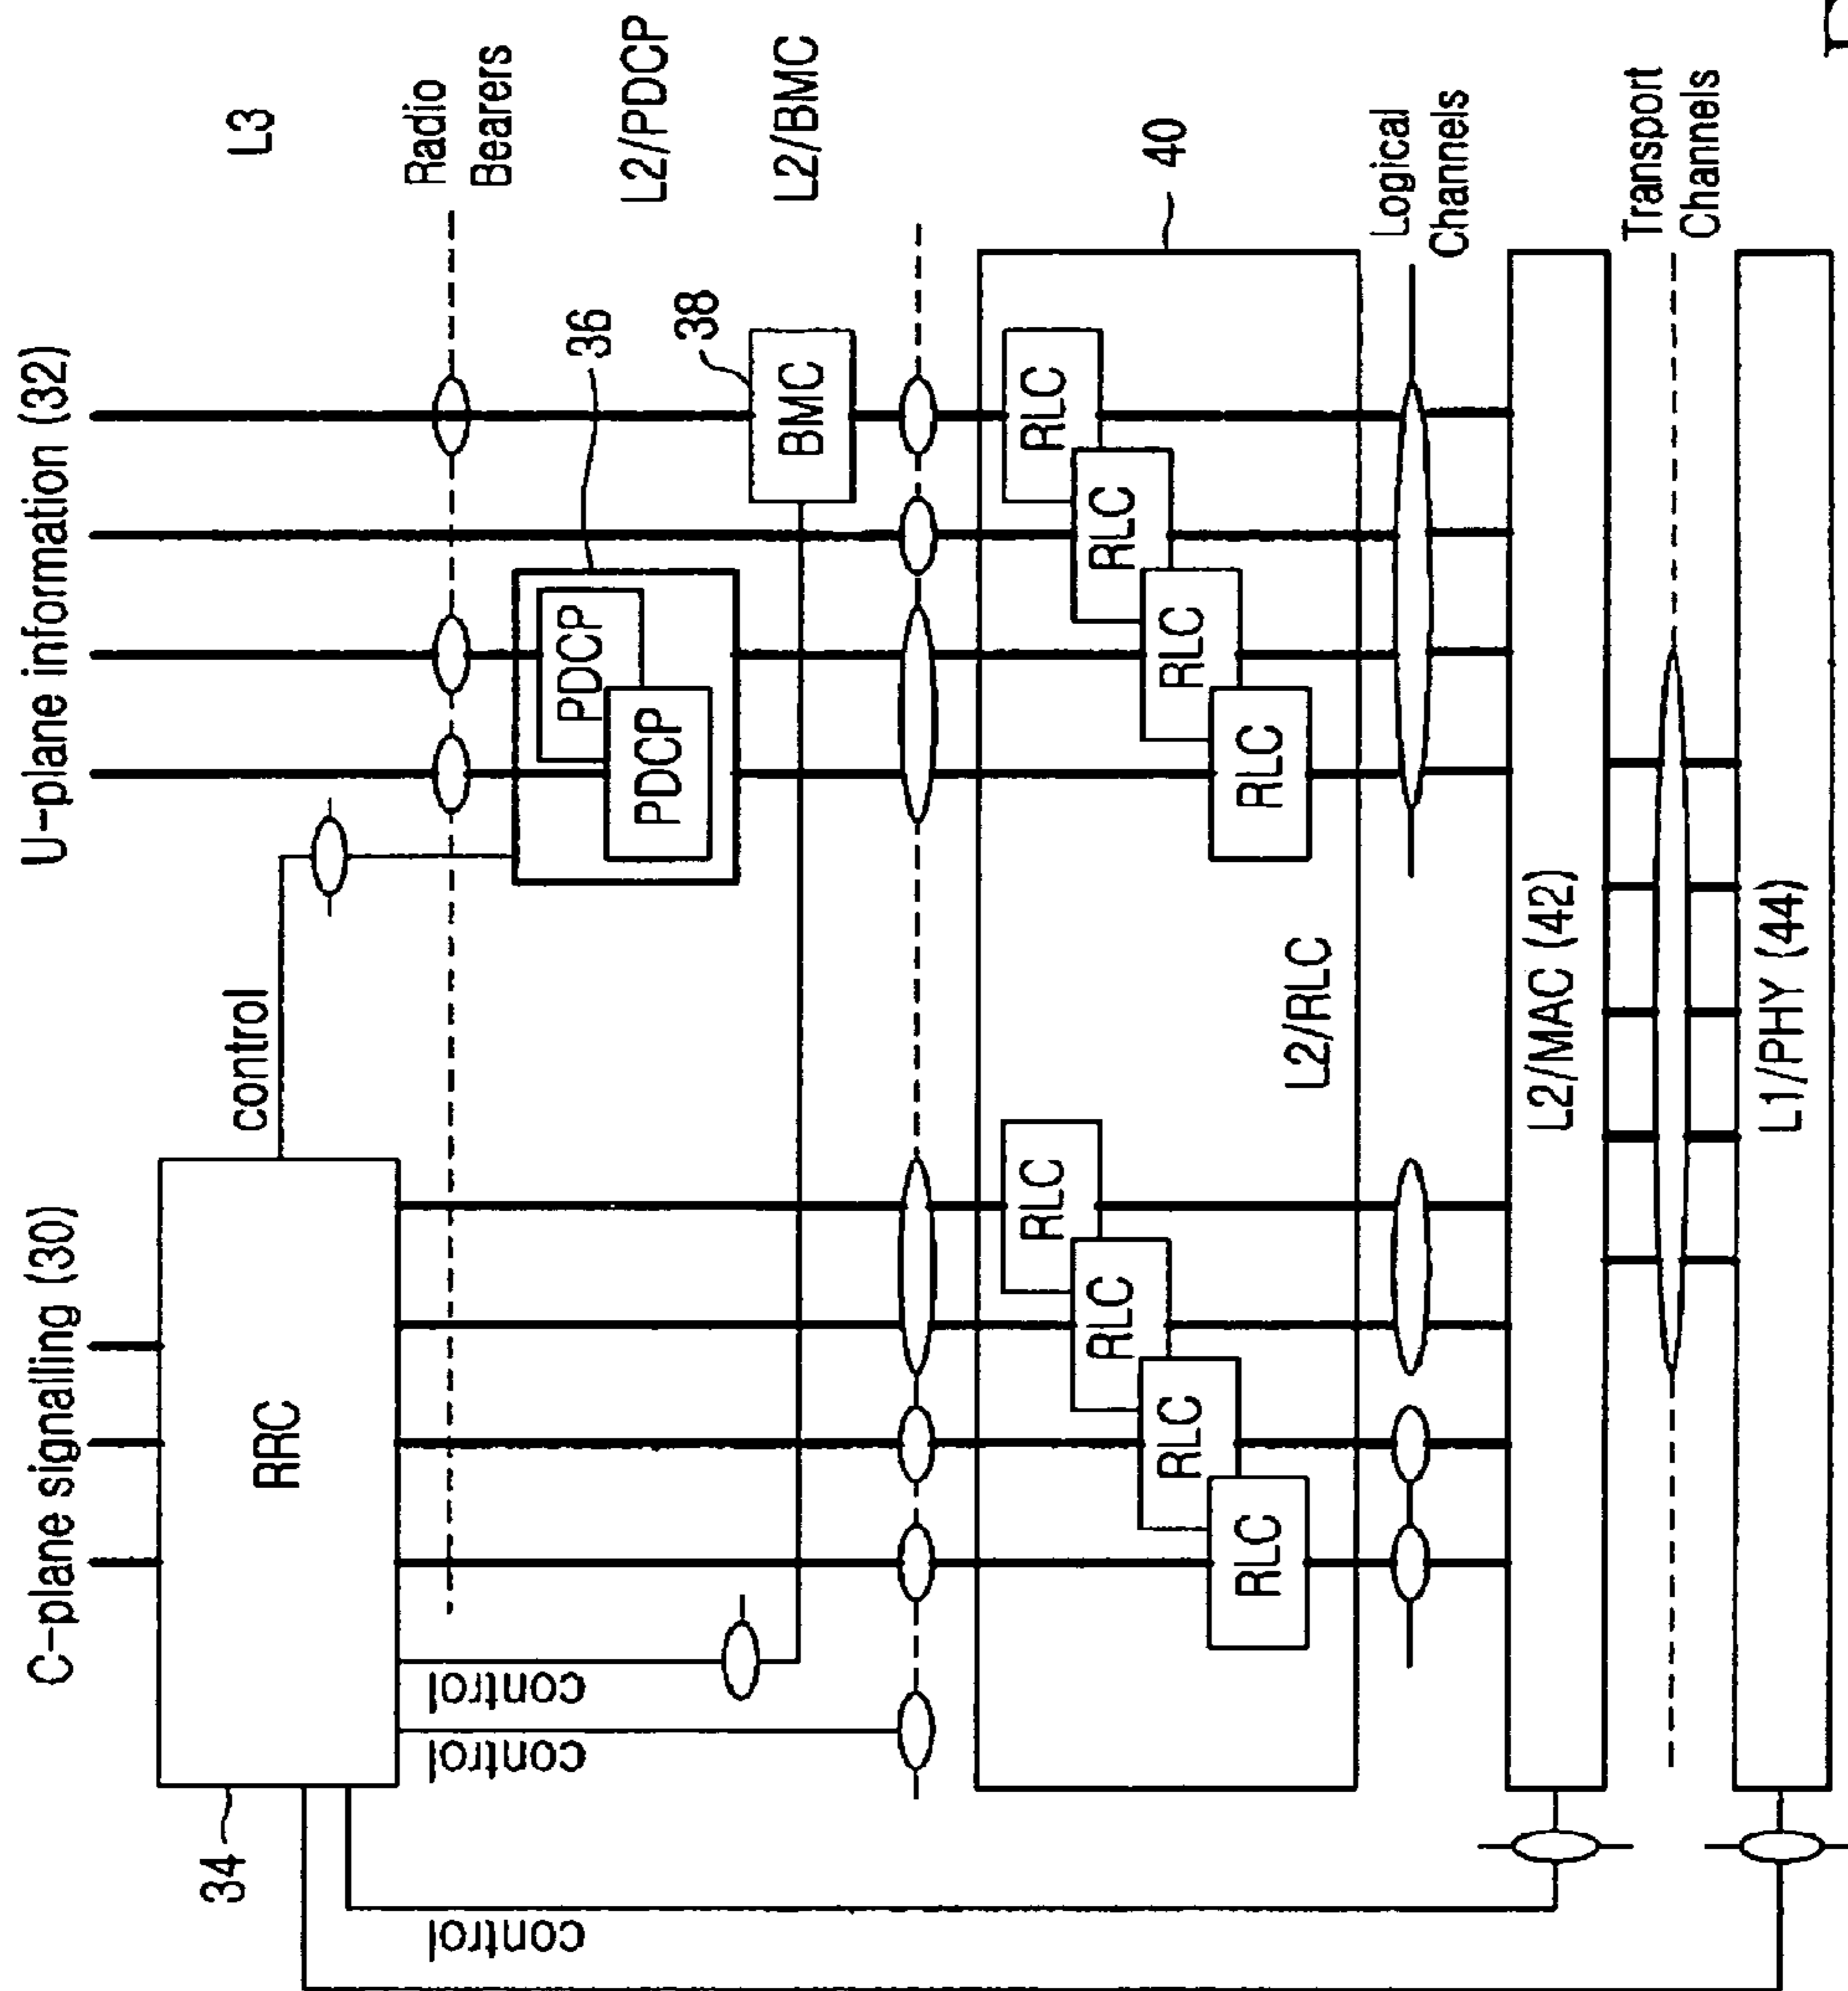 C-plane signalling (30)
U-plane information (32)
L3
34
RRC
control
Radio
Bearers
control
control
control
36
PDCP
PDCP
L2/PDCP
38
BMC
L2/BMC
40
RLC
RLC
RLC
RLC
RLC
RLC
RLC
RLC
L2/RLC
Logical
Channels
L2/MAC (42)
Transport
Channels
L1/PHY (44)